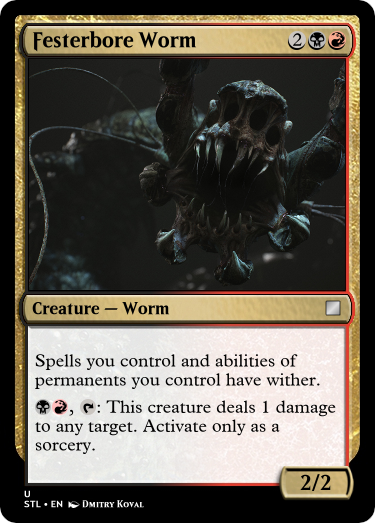 Festerbore Worm 2
Creature — Worm
Spells you control and abilities of
permanents you control have wither.
, : This creature deals 1 damage
to any target. Activate only as a
sorcery.
2/2
U
STL • EN Dmitry Koval